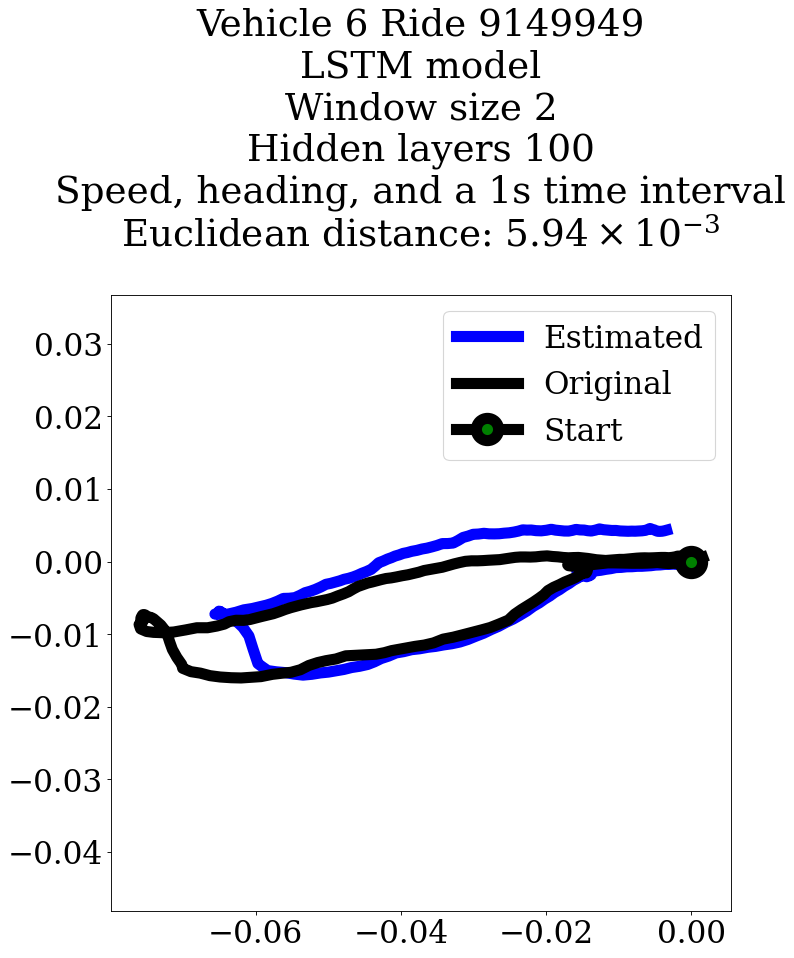 Vehicle 6 Ride 9149949
LSTM model
Window size 2
Hidden layers 100
Speed, heading, and a 1s time interval
Euclidean distance: 5.94 × 10⁻³
Estimated
Original
Start
0.03
0.02
0.01
0.00
−0.01
−0.02
−0.03
−0.04
−0.06 −0.04 −0.02 0.00